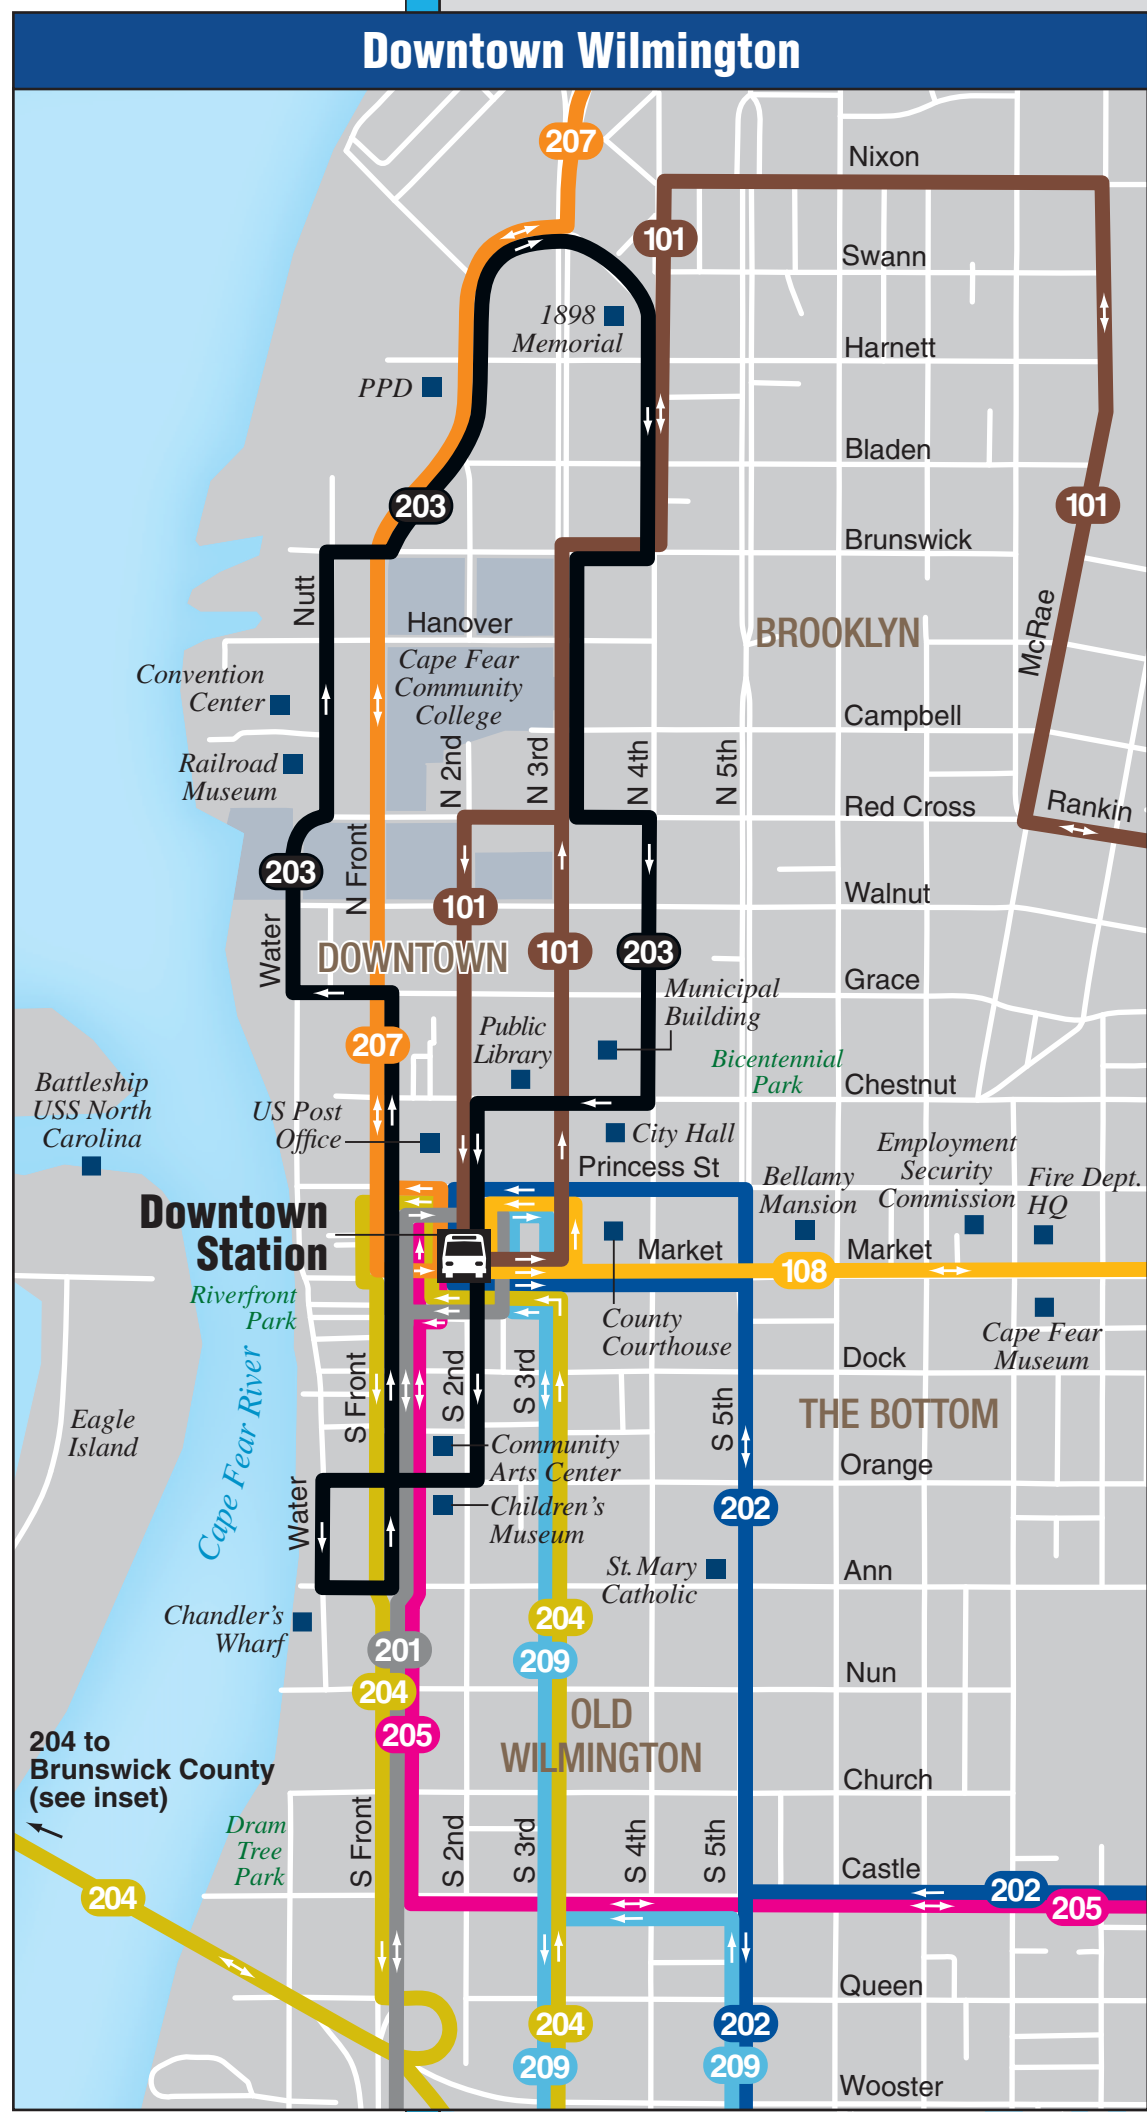 Downtown Wilmington
207
Nixon
101
Swann
1898
Memorial
Harnett
PPD
Bladen
203
101
Brunswick
Nutt
Hanover
BROOKLYN
McRae
Cape Fear
Community
College
Convention
Center
Campbell
Railroad
Museum
N 2nd
N 3rd
N 4th
N 5th
Red Cross
Rankin
N Front
203
Walnut
101
Water
DOWNTOWN
101
203
Grace
Municipal
Building
207
Public
Library
Bicentennial
Park
Chestnut
Battleship
USS North
Carolina
US Post
Office
City Hall
Employment
Security
Commission
Princess St
Bellamy
Mansion
Fire Dept.
HQ
Downtown
Station
Market
Market
108
Riverfront
Park
County
Courthouse
Cape Fear
Museum
Dock
Cape Fear River
S Front
S 2nd
S 3rd
S 5th
THE BOTTOM
Eagle
Island
Community
Arts Center
Orange
Water
Children's
Museum
202
St. Mary
Catholic
Ann
Chandler's
Wharf
204
201
209
Nun
204
OLD
WILMINGTON
205
204 to
Brunswick County
(see inset)
Church
Dram
Tree
Park
S Front
S 2nd
S 3rd
S 4th
S 5th
Castle
202
204
205
Queen
204
202
209
209
Wooster